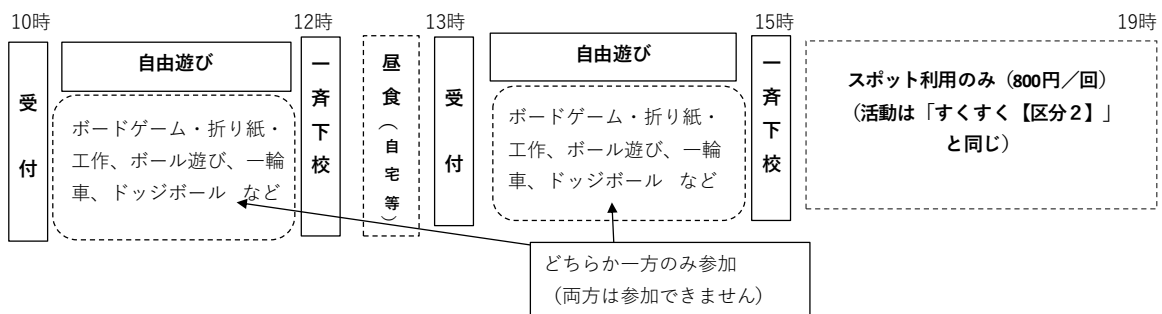 10時
12時
13時
15時
19時
受付
自由遊び
ボードゲーム・折り紙・
工作、ボール遊び、一輪
車、ドッジボール　など
一斉下校
昼食(自宅等)
受付
自由遊び
ボードゲーム・折り紙・
工作、ボール遊び、一輪
車、ドッジボール　など
一斉下校
スポット利用のみ（800円／回）
（活動は「すくすく【区分２】」
と同じ）
どちらか一方のみ参加
（両方は参加できません）